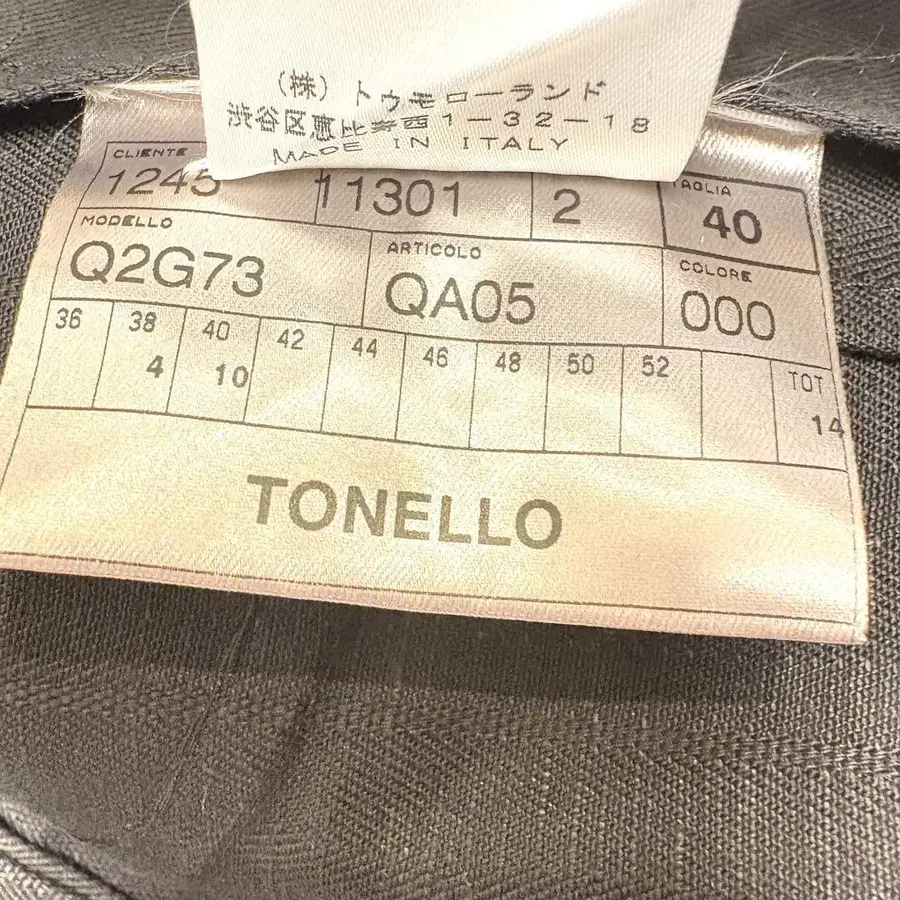 (株) トゥモローランド
渋谷区恵比寿西1-32-18
MADE IN ITALY
CLIENTE
1245 11301 2
TAGLIA
40
MODELLO
Q2G73
ARTICOLO
QA05
COLORE
000
36 38 40 42 44 46 48 50 52 TOT
4 10 14
TONELLO